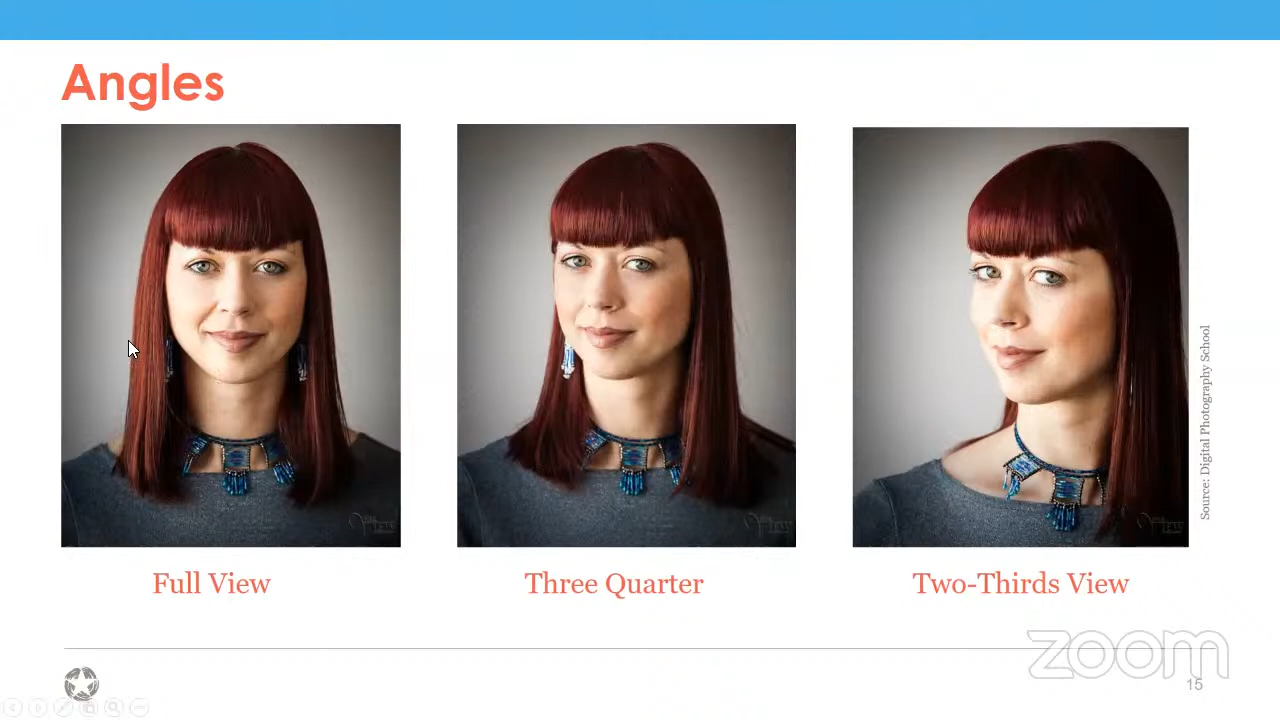 Angles
Full View
Three Quarter
Two-Thirds View
Source: Digital Photography School
zoom
15